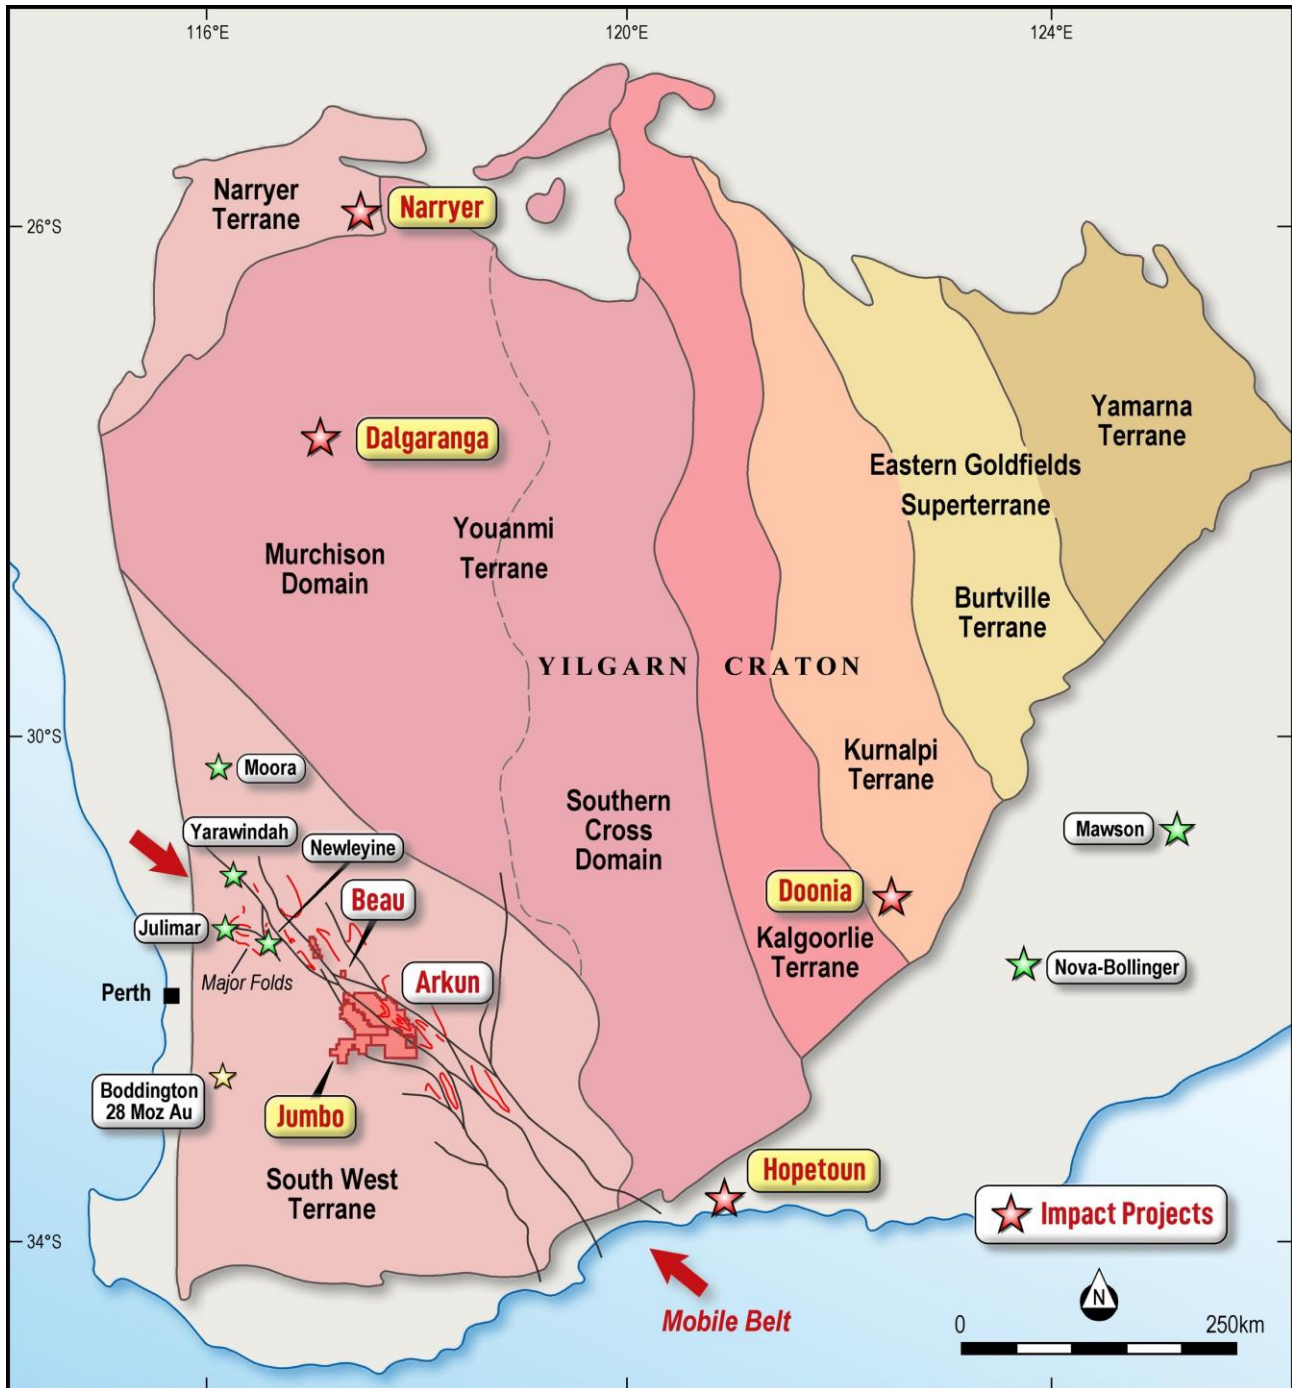 116°E
120°E
124°E
26°S
30°S
34°S
Narryer
Terrane
Narryer
Dalgaranga
Murchison
Domain
Youanmi
Terrane
Yamarna
Terrane
Eastern Goldfields
Superterrane
Burtville
Terrane
YILGARN CRATON
Kurnalpi
Terrane
Southern
Cross
Domain
Moora
Yarawindah
Newleyine
Beau
Julimar
Major Folds
Arkun
Perth
Boddington
28 Moz Au
Jumbo
South West
Terrane
Doonia
Kalgoorlie
Terrane
Mawson
Nova-Bollinger
Hopetoun
Mobile Belt
Impact Projects
N
0 250km